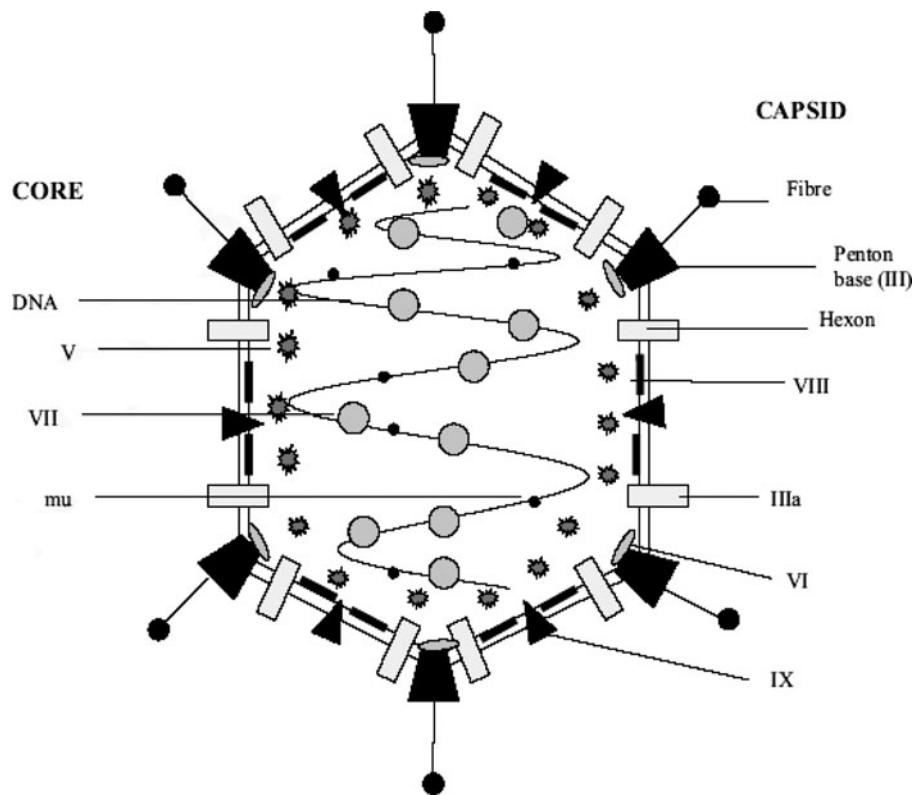 CORE
DNA
V
VII
mu
CAPSID
Fibre
Penton
base (III)
Hexon
VIII
IIIa
VI
IX